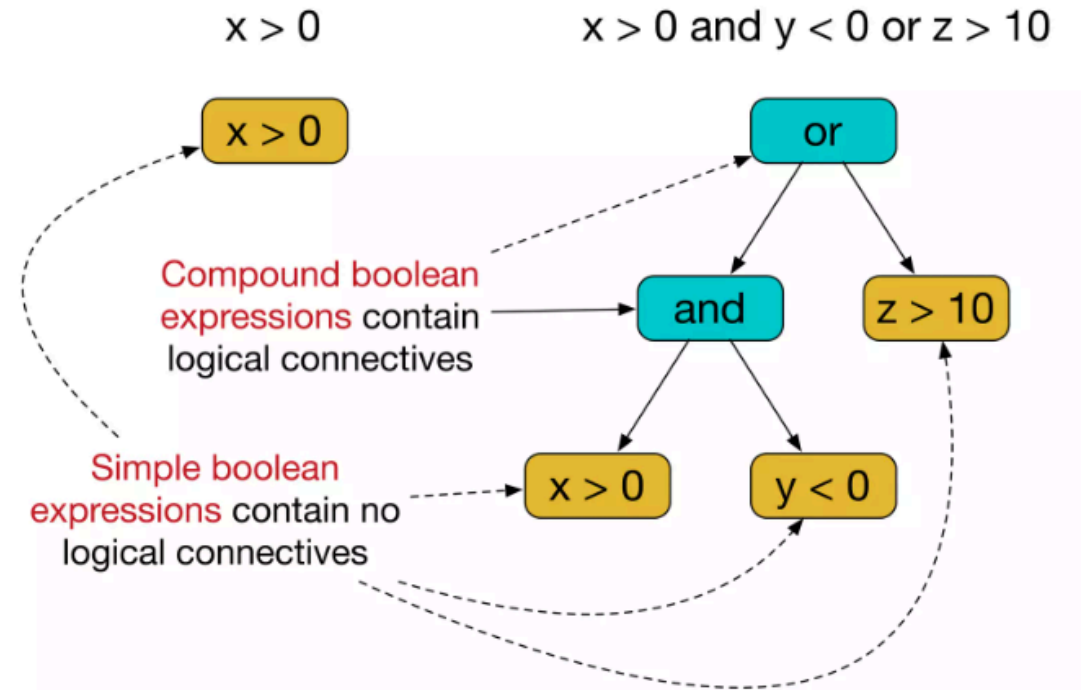 x > 0
x > 0 and y < 0 or z > 10
x > 0
or
Compound boolean
expressions contain
logical connectives
and
z > 10
Simple boolean
expressions contain no
logical connectives
x > 0
y < 0